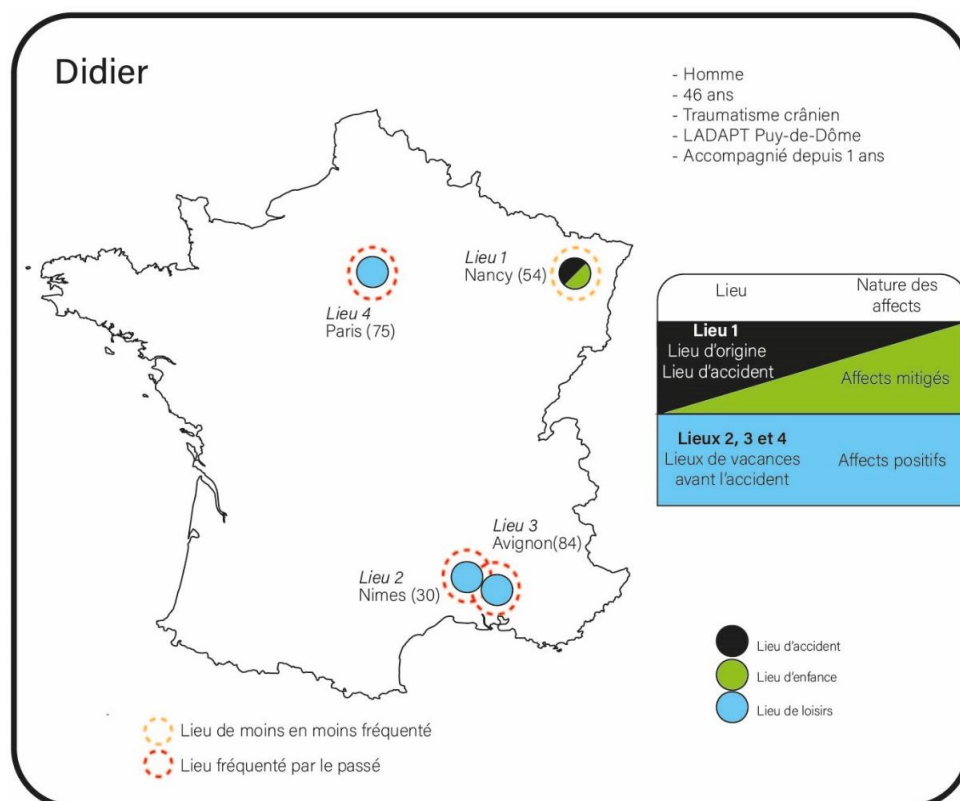 Didier
- Homme
- 46 ans
- Traumatisme crânien
- LADAPT Puy-de-Dôme
- Accompagnié depuis 1 ans
Lieu 1
Nancy (54)
Lieu 4
Paris (75)
Lieu
Nature des
affects
Lieu 1
Lieu d'origine
Lieu d'accident
Affects mitigés
Lieux 2, 3 et 4
Lieux de vacances
avant l'accident
Affects positifs
Lieu 3
Avignon(84)
Lieu 2
Nimes (30)
Lieu d'accident
Lieu d'enfance
Lieu de loisirs
Lieu de moins en moins fréquenté
Lieu fréquenté par le passé